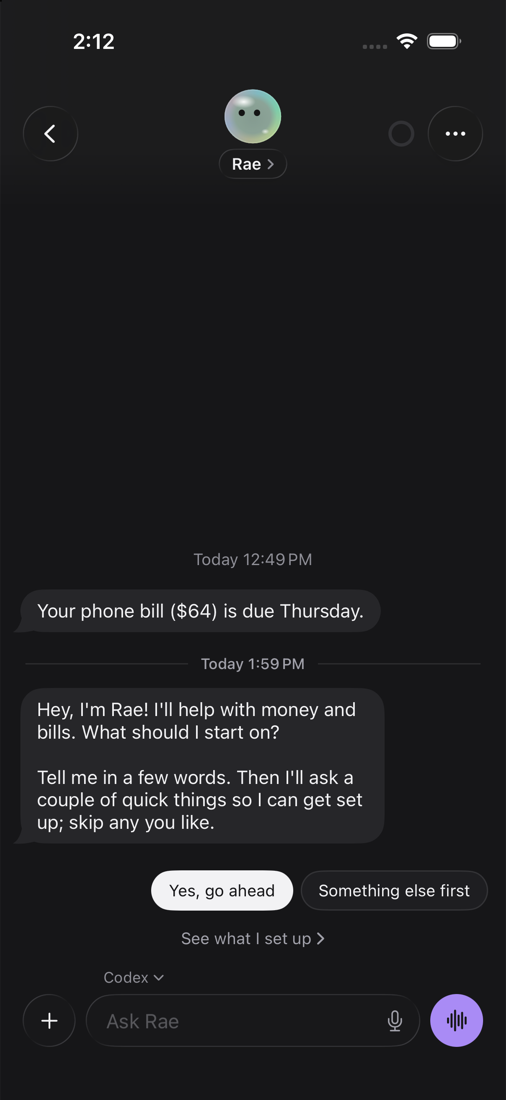 2:12
Rae
Today 12:49 PM
Your phone bill ($64) is due Thursday.
Today 1:59 PM
Hey, I'm Rae! I'll help with money and
bills. What should I start on?
Tell me in a few words. Then I'll ask a
couple of quick things so I can get set
up; skip any you like.
Yes, go ahead
Something else first
See what I set up
Codex
Ask Rae